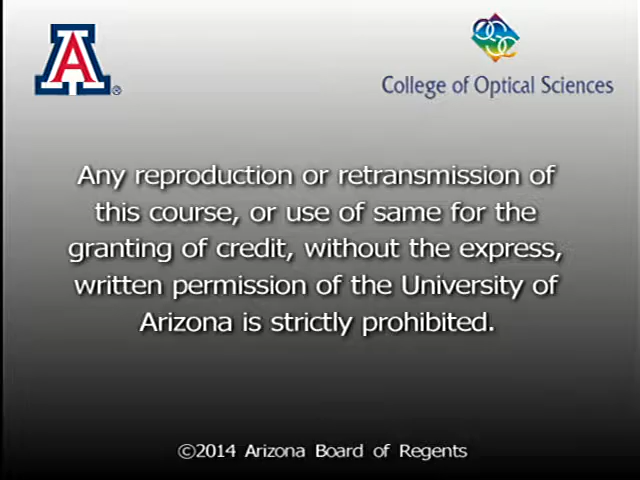 A ®
College of Optical Sciences
Any reproduction or retransmission of
this course, or use of same for the
granting of credit, without the express,
written permission of the University of
Arizona is strictly prohibited.
©2014 Arizona Board of Regents